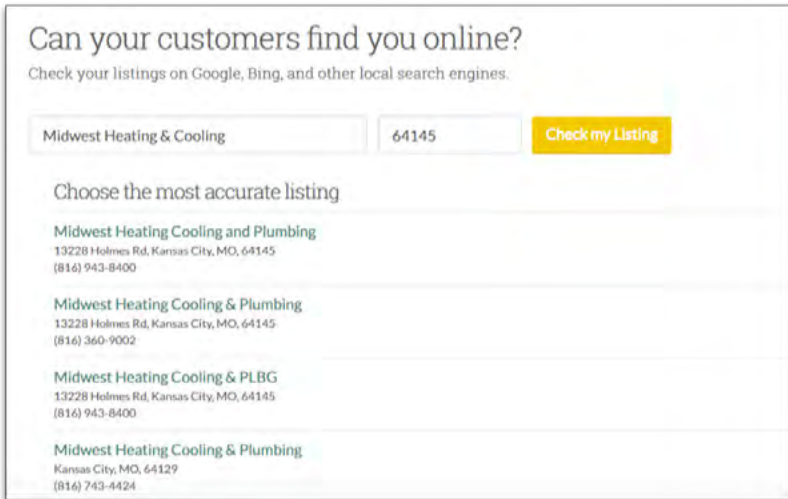 Can your customers find you online?
Check your listings on Google, Bing, and other local search engines.
Midwest Heating & Cooling 64145 Check my Listing
Choose the most accurate listing
Midwest Heating Cooling and Plumbing
13228 Holmes Rd, Kansas City, MO, 64145
(816) 943-8400
Midwest Heating Cooling & Plumbing
13228 Holmes Rd, Kansas City, MO, 64145
(816) 360-9002
Midwest Heating Cooling & PLBG
13228 Holmes Rd, Kansas City, MO, 64145
(816) 943-8400
Midwest Heating Cooling & Plumbing
Kansas City, MO, 64129
(816) 743-4424